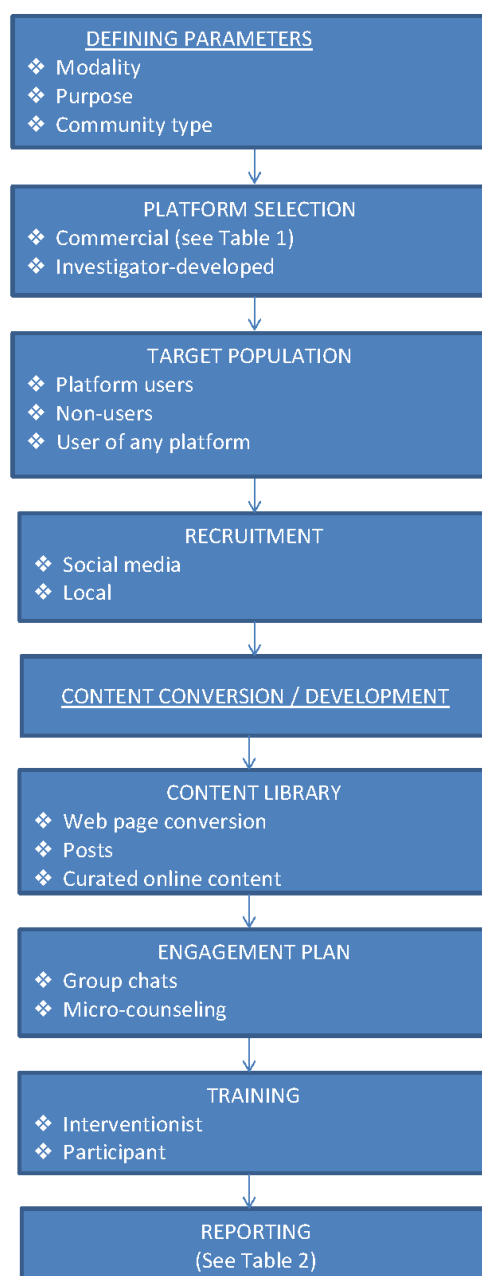 DEFINING PARAMETERS
❖ Modality
❖ Purpose
❖ Community type
PLATFORM SELECTION
❖ Commercial (see Table 1)
❖ Investigator-developed
TARGET POPULATION
❖ Platform users
❖ Non-users
❖ User of any platform
RECRUITMENT
❖ Social media
❖ Local
CONTENT CONVERSION / DEVELOPMENT
CONTENT LIBRARY
❖ Web page conversion
❖ Posts
❖ Curated online content
ENGAGEMENT PLAN
❖ Group chats
❖ Micro-counseling
TRAINING
❖ Interventionist
❖ Participant
REPORTING
(See Table 2)